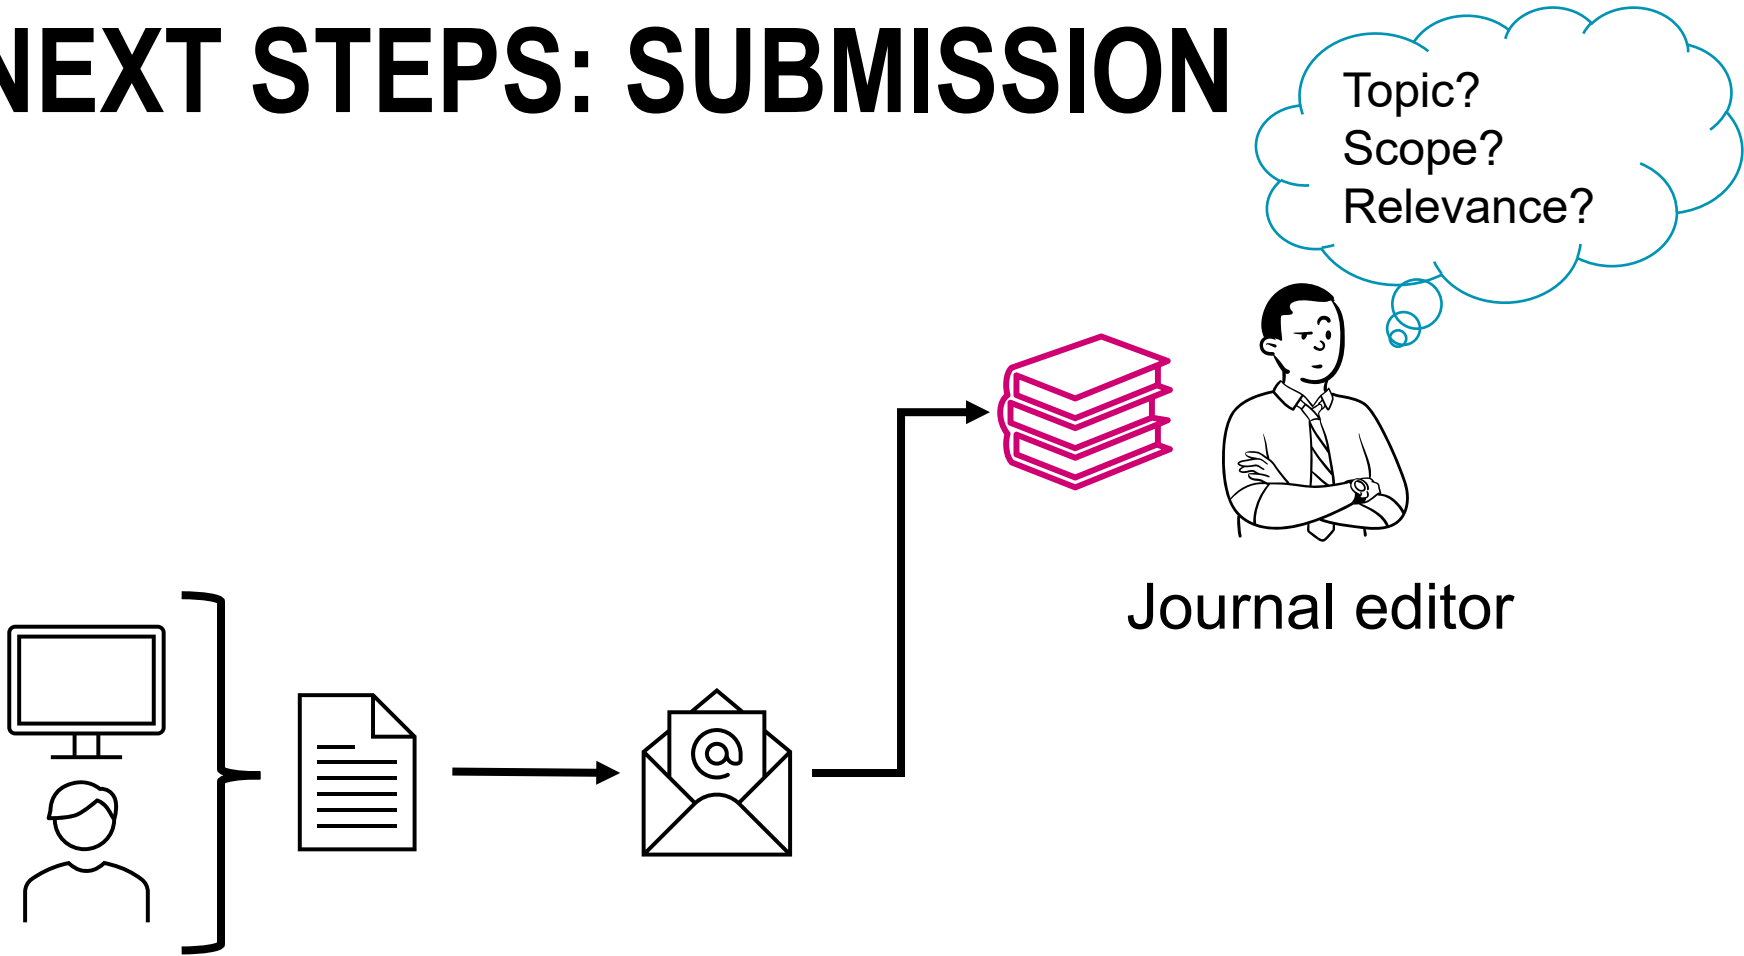 NEXT STEPS: SUBMISSION
Topic?
Scope?
Relevance?
@
Journal editor